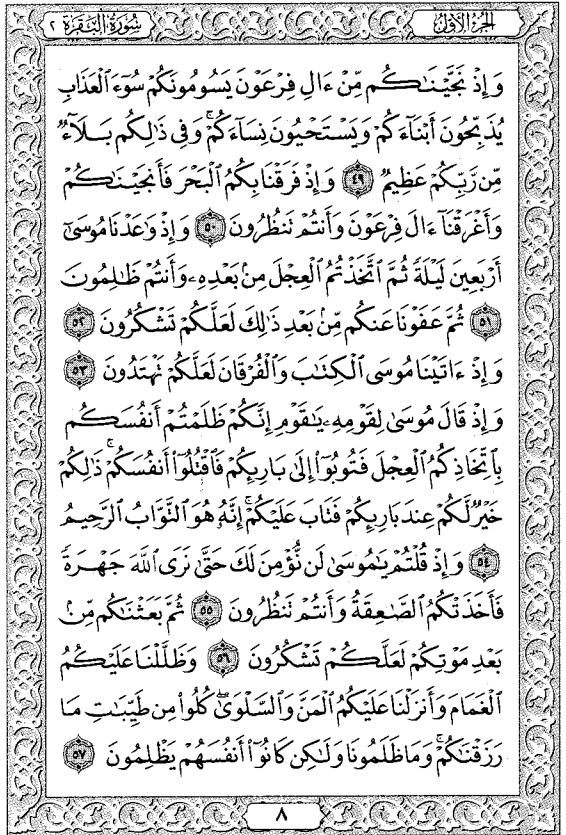 الجزء الأول
سورة البقرة ٢
وَإِذْ نَجَّيْنَٰكُم مِّنْ ءَالِ فِرْعَوْنَ يَسُومُونَكُمْ سُوٓءَ ٱلْعَذَابِ
يُذَبِّحُونَ أَبْنَآءَكُمْ وَيَسْتَحْيُونَ نِسَآءَكُمْ ۚ وَفِى ذَٰلِكُم بَلَآءٌ
مِّن رَّبِّكُمْ عَظِيمٌ ٤٩ وَإِذْ فَرَقْنَا بِكُمُ ٱلْبَحْرَ فَأَنجَيْنَٰكُمْ
وَأَغْرَقْنَآ ءَالَ فِرْعَوْنَ وَأَنتُمْ تَنظُرُونَ ٥٠ وَإِذْ وَٰعَدْنَا مُوسَىٰٓ
أَرْبَعِينَ لَيْلَةً ثُمَّ ٱتَّخَذْتُمُ ٱلْعِجْلَ مِنۢ بَعْدِهِۦ وَأَنتُمْ ظَٰلِمُونَ
٥١ ثُمَّ عَفَوْنَا عَنكُم مِّنۢ بَعْدِ ذَٰلِكَ لَعَلَّكُمْ تَشْكُرُونَ ٥٢
وَإِذْ ءَاتَيْنَا مُوسَى ٱلْكِتَٰبَ وَٱلْفُرْقَانَ لَعَلَّكُمْ تَهْتَدُونَ ٥٣
وَإِذْ قَالَ مُوسَىٰ لِقَوْمِهِۦ يَٰقَوْمِ إِنَّكُمْ ظَلَمْتُمْ أَنفُسَكُم
بِٱتِّخَاذِكُمُ ٱلْعِجْلَ فَتُوبُوٓا۟ إِلَىٰ بَارِئِكُمْ فَٱقْتُلُوٓا۟ أَنفُسَكُمْ ذَٰلِكُمْ
خَيْرٌ لَّكُمْ عِندَ بَارِئِكُمْ فَتَابَ عَلَيْكُمْ ۚ إِنَّهُۥ هُوَ ٱلتَّوَّابُ ٱلرَّحِيمُ
٥٤ وَإِذْ قُلْتُمْ يَٰمُوسَىٰ لَن نُّؤْمِنَ لَكَ حَتَّىٰ نَرَى ٱللَّهَ جَهْرَةً
فَأَخَذَتْكُمُ ٱلصَّٰعِقَةُ وَأَنتُمْ تَنظُرُونَ ٥٥ ثُمَّ بَعَثْنَٰكُم مِّنۢ
بَعْدِ مَوْتِكُمْ لَعَلَّكُمْ تَشْكُرُونَ ٥٦ وَظَلَّلْنَا عَلَيْكُمُ
ٱلْغَمَامَ وَأَنزَلْنَا عَلَيْكُمُ ٱلْمَنَّ وَٱلسَّلْوَىٰ ۖ كُلُوا۟ مِن طَيِّبَٰتِ مَا
رَزَقْنَٰكُمْ ۖ وَمَا ظَلَمُونَا وَلَٰكِن كَانُوٓا۟ أَنفُسَهُمْ يَظْلِمُونَ ٥٧
٨